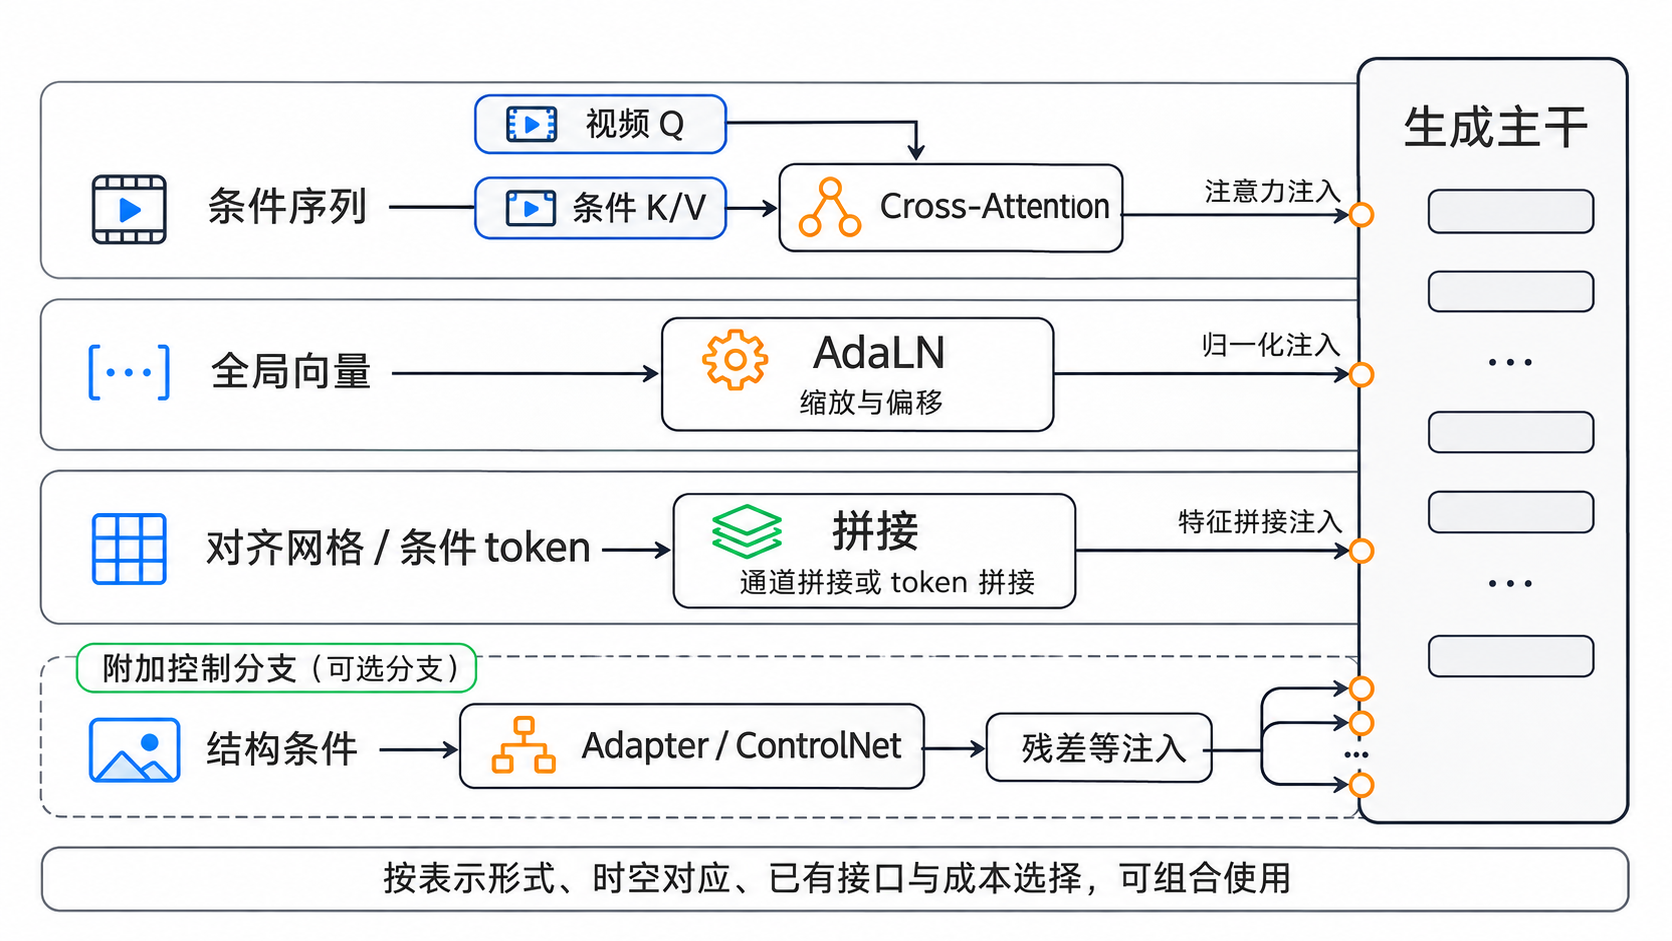 生成主干
视频 Q
条件序列
条件 K/V
Cross-Attention
注意力注入
全局向量
AdaLN
缩放与偏移
归一化注入
...
对齐网格 / 条件 token
拼接
通道拼接或 token 拼接
特征拼接注入
...
附加控制分支（可选分支）
结构条件
Adapter / ControlNet
残差等注入
...
按表示形式、时空对应、已有接口与成本选择，可组合使用